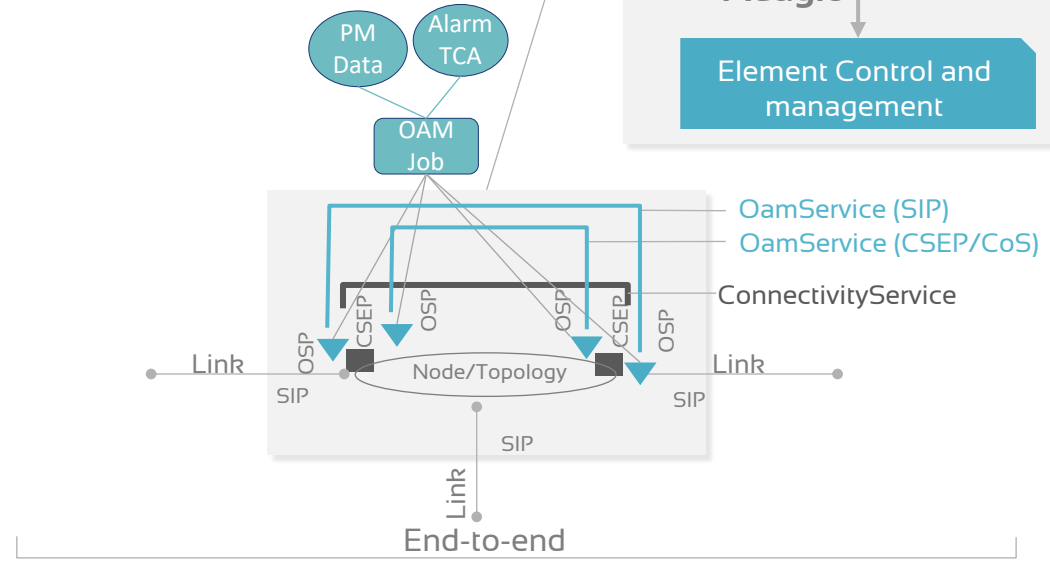 PM
Data
Alarm
TCA
Element Control and
management
OAM
Job
OamService (SIP)
OamService (CSEP/CoS)
ConnectivityService
OSP
CSEP
OSP
OSP
CSEP
OSP
Link
Node/Topology
Link
SIP
SIP
SIP
Link
End-to-end